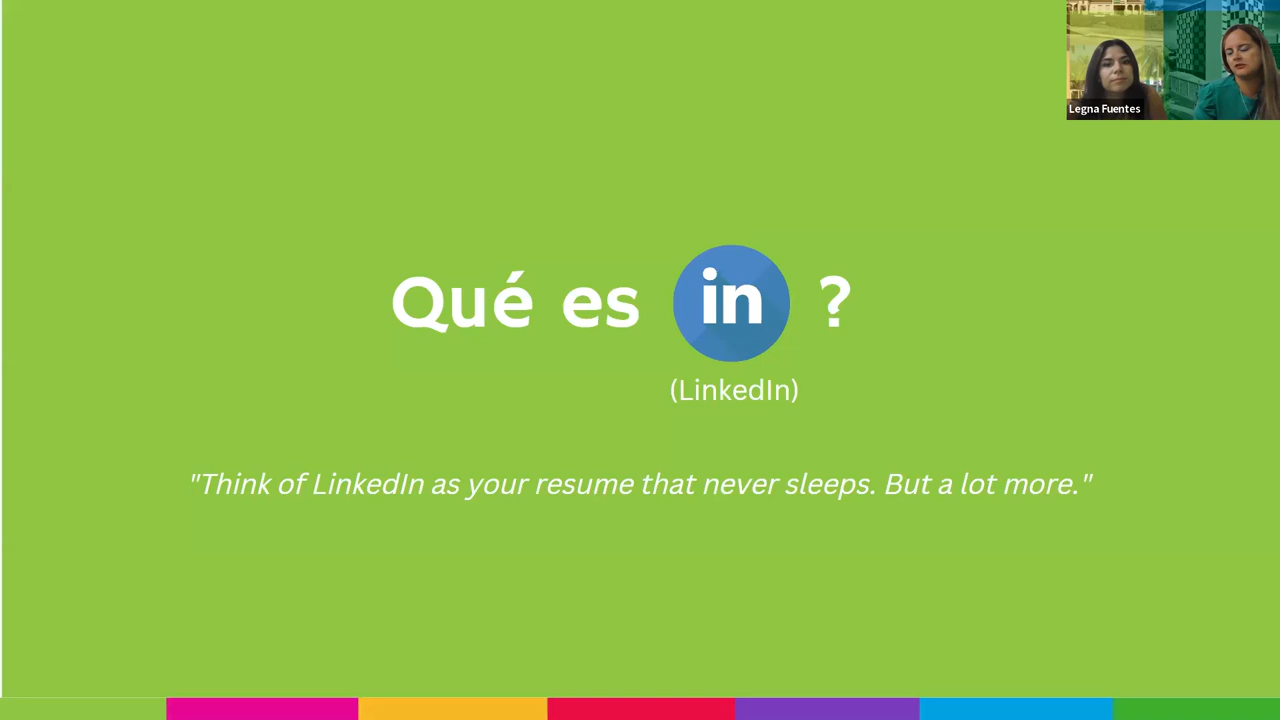 Legna Fuentes
Qué es in ?
(LinkedIn)
"Think of LinkedIn as your resume that never sleeps. But a lot more."